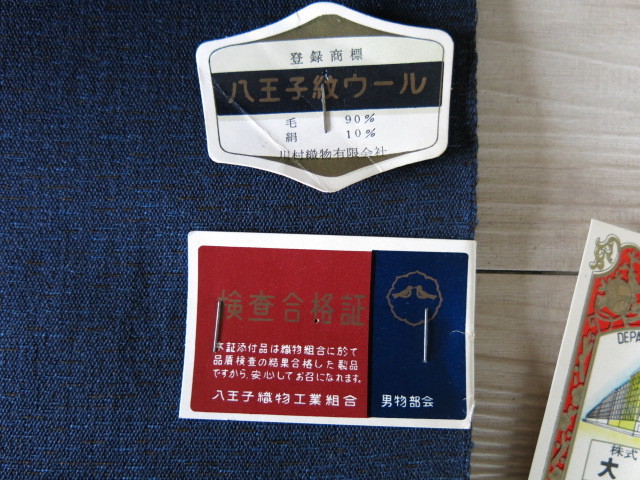 登録商標
八王子紋ウール
毛 90%
絹 10%
川村織物有限会社
検査合格証
本証添付品は織物組合に於て
品質検査の結果合格した製品
ですから、安心してお召になれます。
八王子織物工業組合
男物部会
DEPA
株式
大